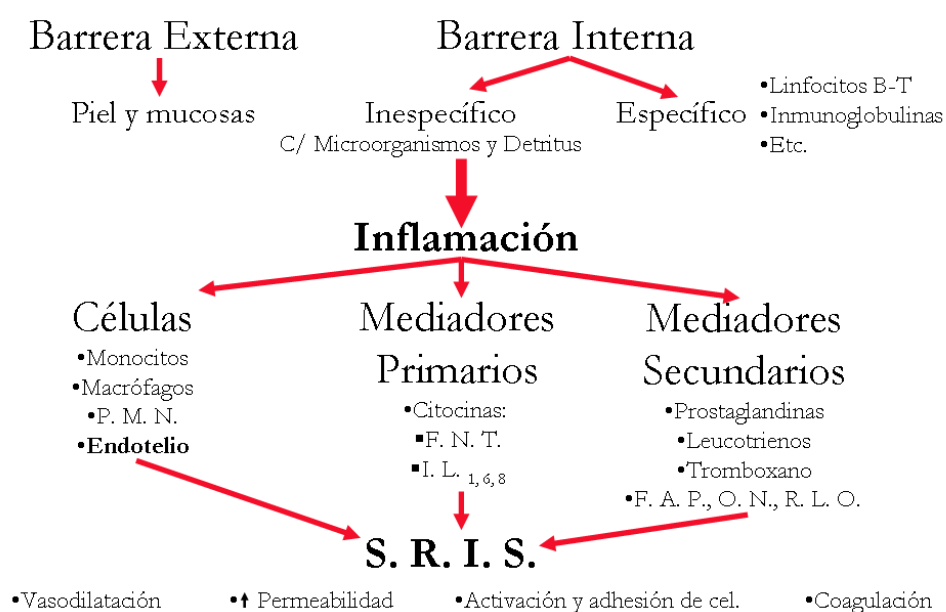 Barrera Externa
Barrera Interna
Piel y mucosas
Inespecífico
C/ Microorganismos y Detritus
Específico
•Linfocitos B-T
•Inmunoglobulinas
•Etc.
Inflamación
Células
•Monocitos
•Macrófagos
•P. M. N.
•Endotelio
Mediadores
Primarios
•Citocinas:
▪F. N. T.
▪I. L. 1, 6, 8
Mediadores
Secundarios
•Prostaglandinas
•Leucotrienos
•Tromboxano
•F. A. P., O. N., R. L. O.
S. R. I. S.
•Vasodilatación
•↑ Permeabilidad
•Activación y adhesión de cel.
•Coagulación